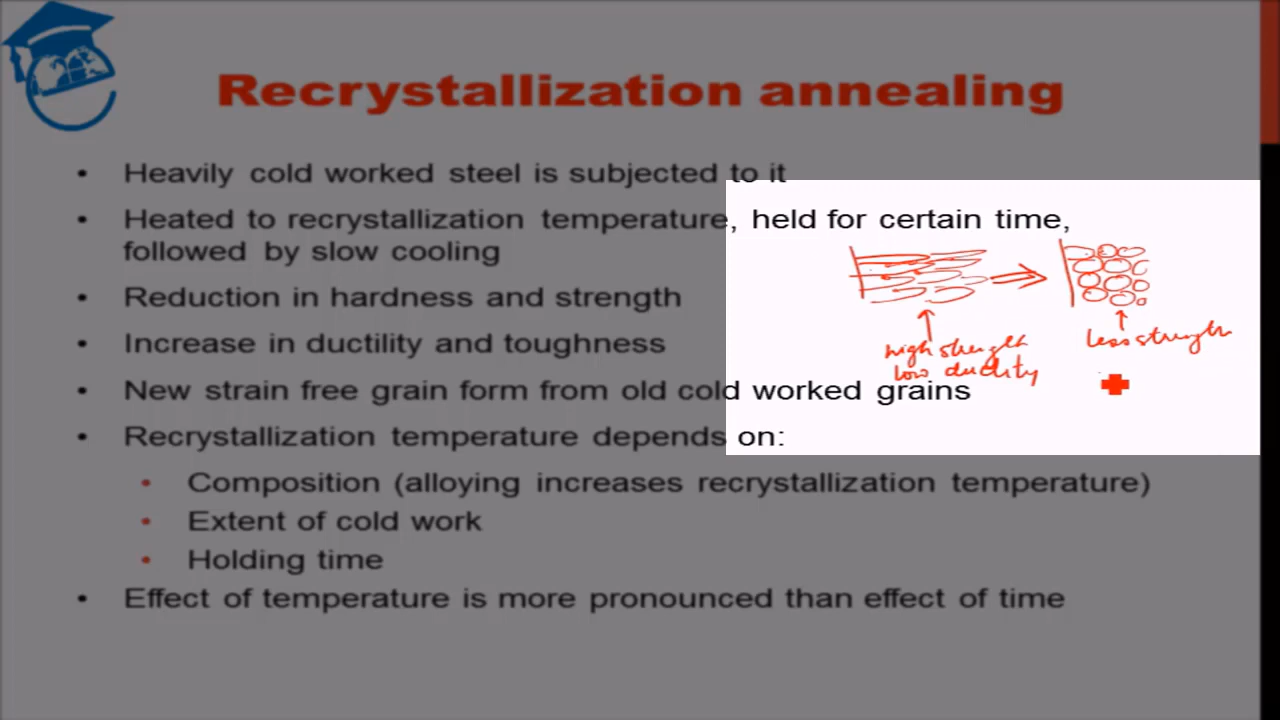 Recrystallization annealing
• Heavily cold worked steel is subjected to it
• Heated to recrystallization temperature, held for certain time,
followed by slow cooling
• Reduction in hardness and strength
• Increase in ductility and toughness
high strength
low ductility
less strength
• New strain free grain form from old cold worked grains
• Recrystallization temperature depends on:
• Composition (alloying increases recrystallization temperature)
• Extent of cold work
• Holding time
• Effect of temperature is more pronounced than effect of time